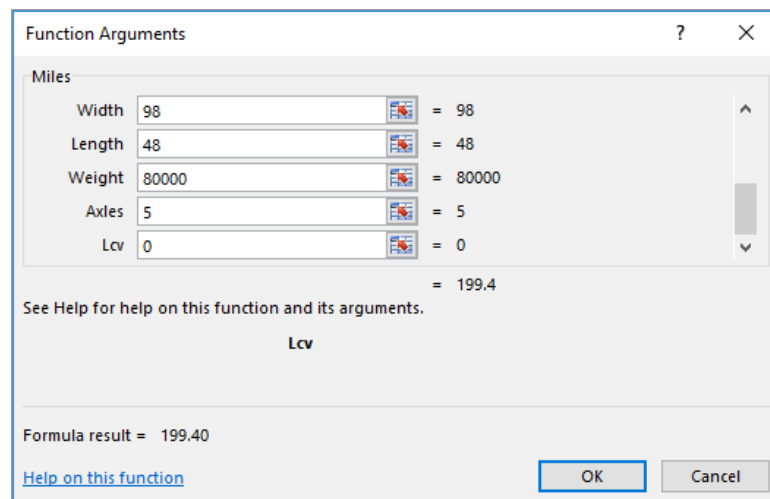 Function Arguments ?
Miles
Width 98 = 98
Length 48 = 48
Weight 80000 = 80000
Axles 5 = 5
Lcv 0 = 0
= 199.4
See Help for help on this function and its arguments.
Lcv
Formula result = 199.40
Help on this function OK Cancel